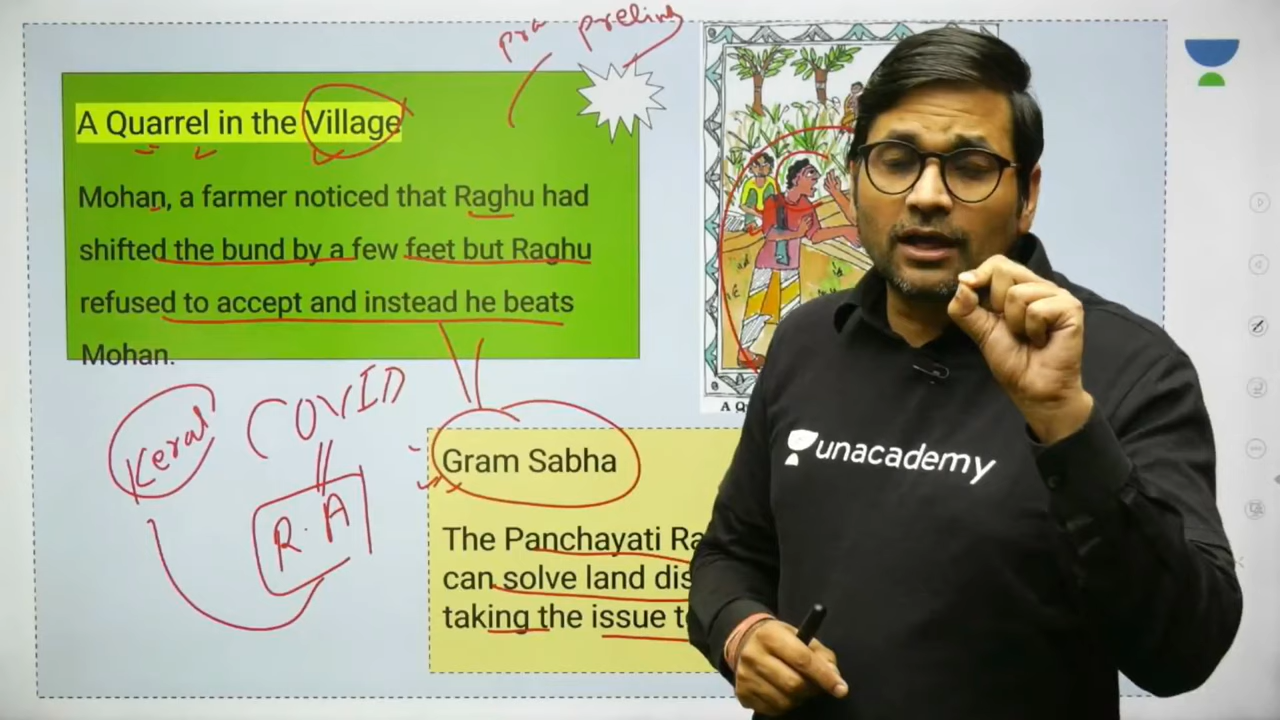 pra prelims
A Quarrel in the Village
Mohan, a farmer noticed that Raghu had
shifted the bund by a few feet but Raghu
refused to accept and instead he beats
Mohan.
A Q
Keral
COVID
R.A
Gram Sabha
The Panchayati Ra
can solve land dis
taking the issue t
unacademy